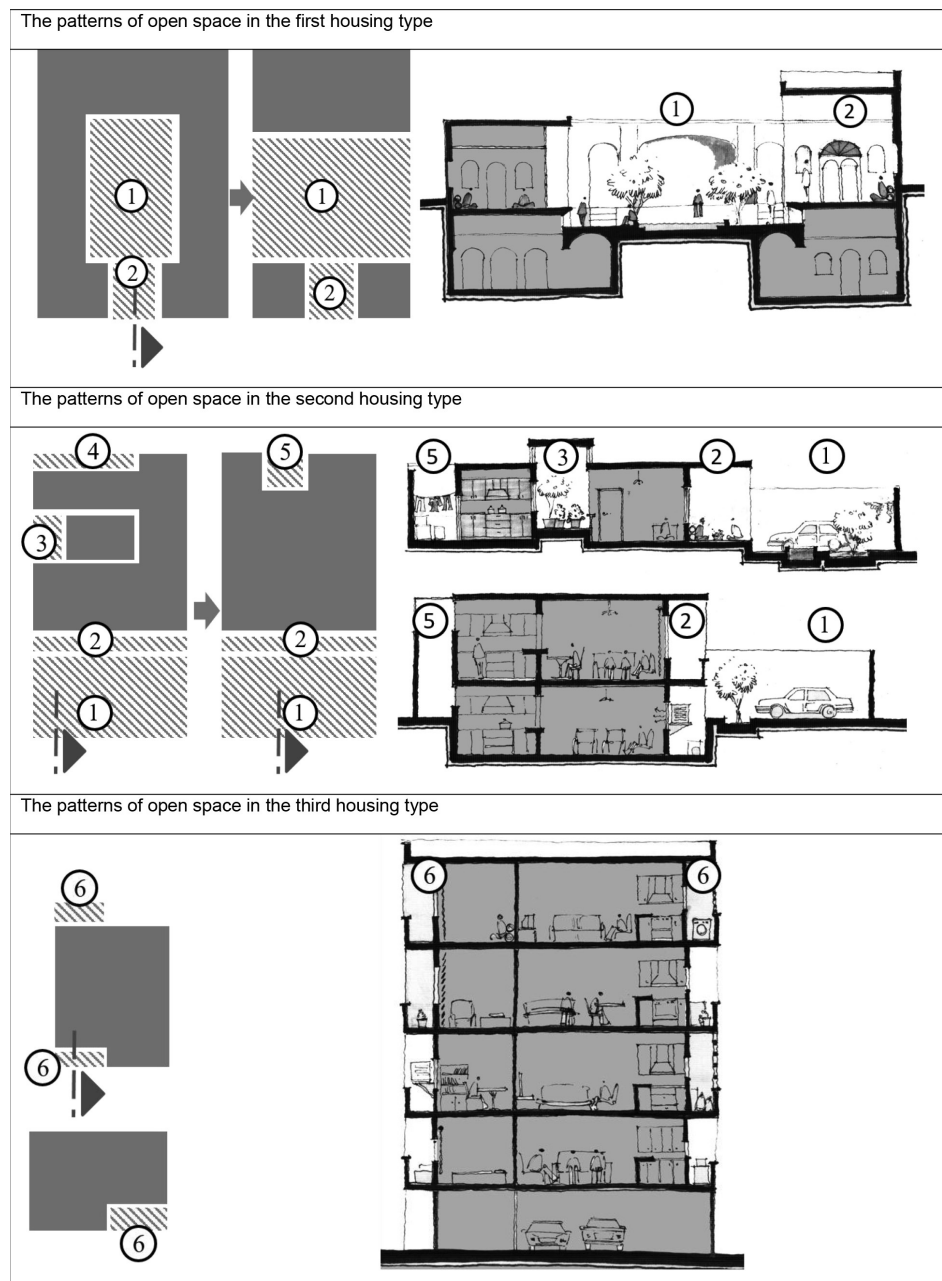 The patterns of open space in the first housing type
1 2
1 1
2 2
The patterns of open space in the second housing type
4 5 5 3 2 1
3
2 2 5 2 1
1 1
The patterns of open space in the third housing type
6 6 6
6
6